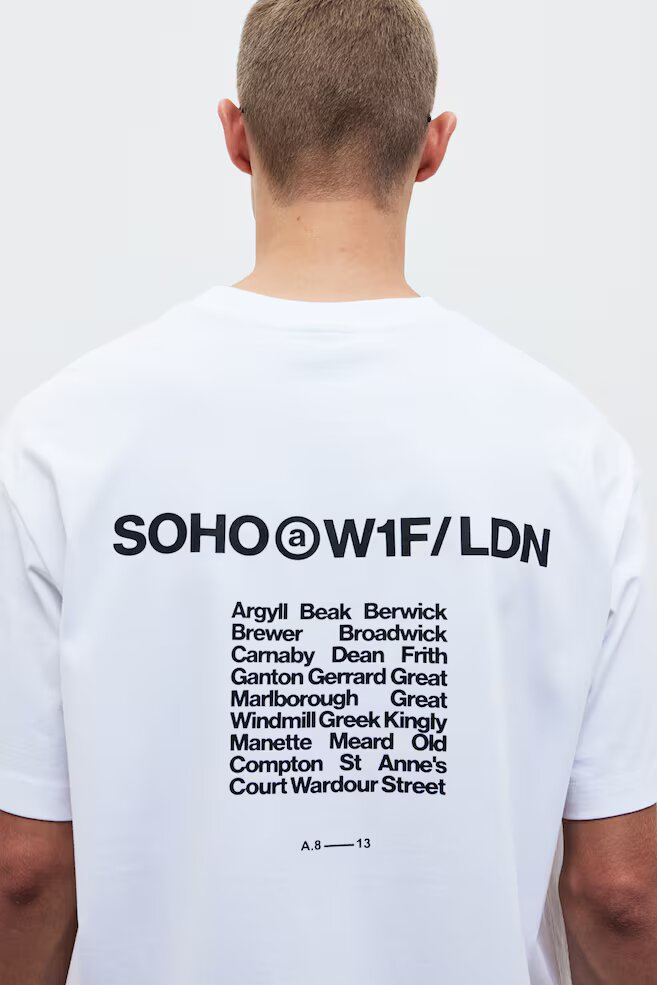 SOHO ⓐ W1F/ LDN
Argyll Beak Berwick
Brewer Broadwick
Carnaby Dean Frith
Ganton Gerrard Great
Marlborough Great
Windmill Greek Kingly
Manette Meard Old
Compton St Anne's
Court Wardour Street
A.8 — 13